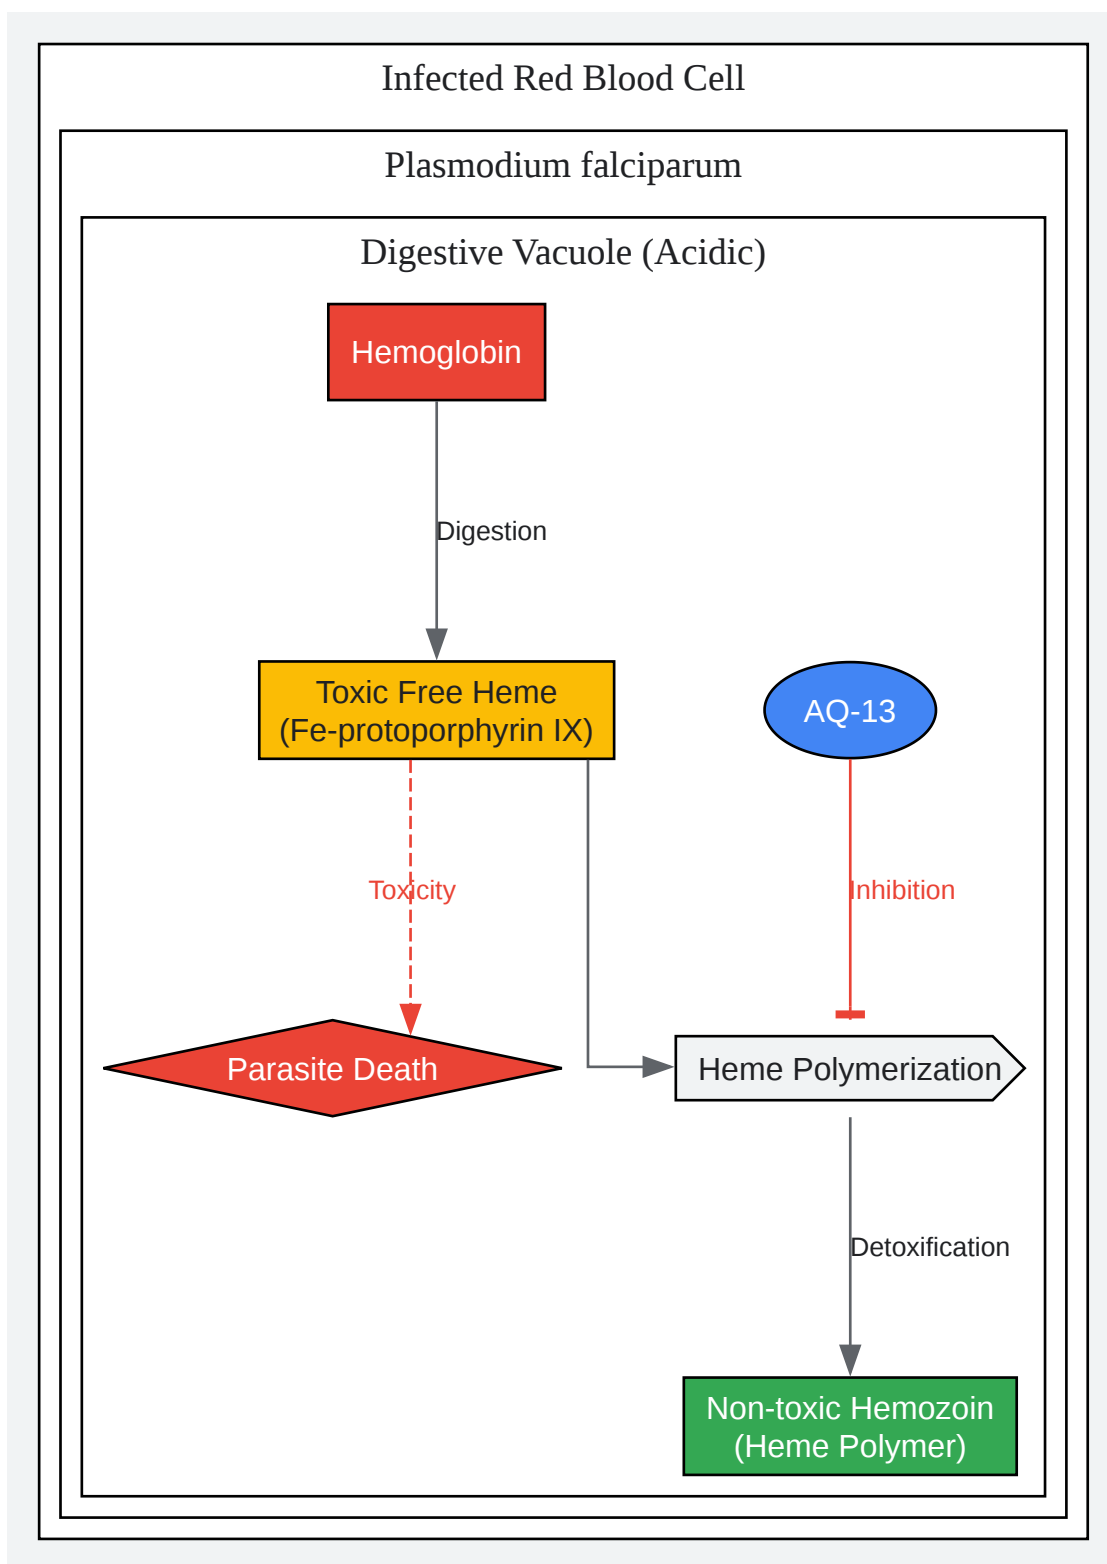 Infected Red Blood Cell
Plasmodium falciparum
Digestive Vacuole (Acidic)
Hemoglobin
Digestion
Toxic Free Heme
(Fe-protoporphyrin IX)
AQ-13
Toxicity
Inhibition
Parasite Death
Heme Polymerization
Detoxification
Non-toxic Hemozoin
(Heme Polymer)